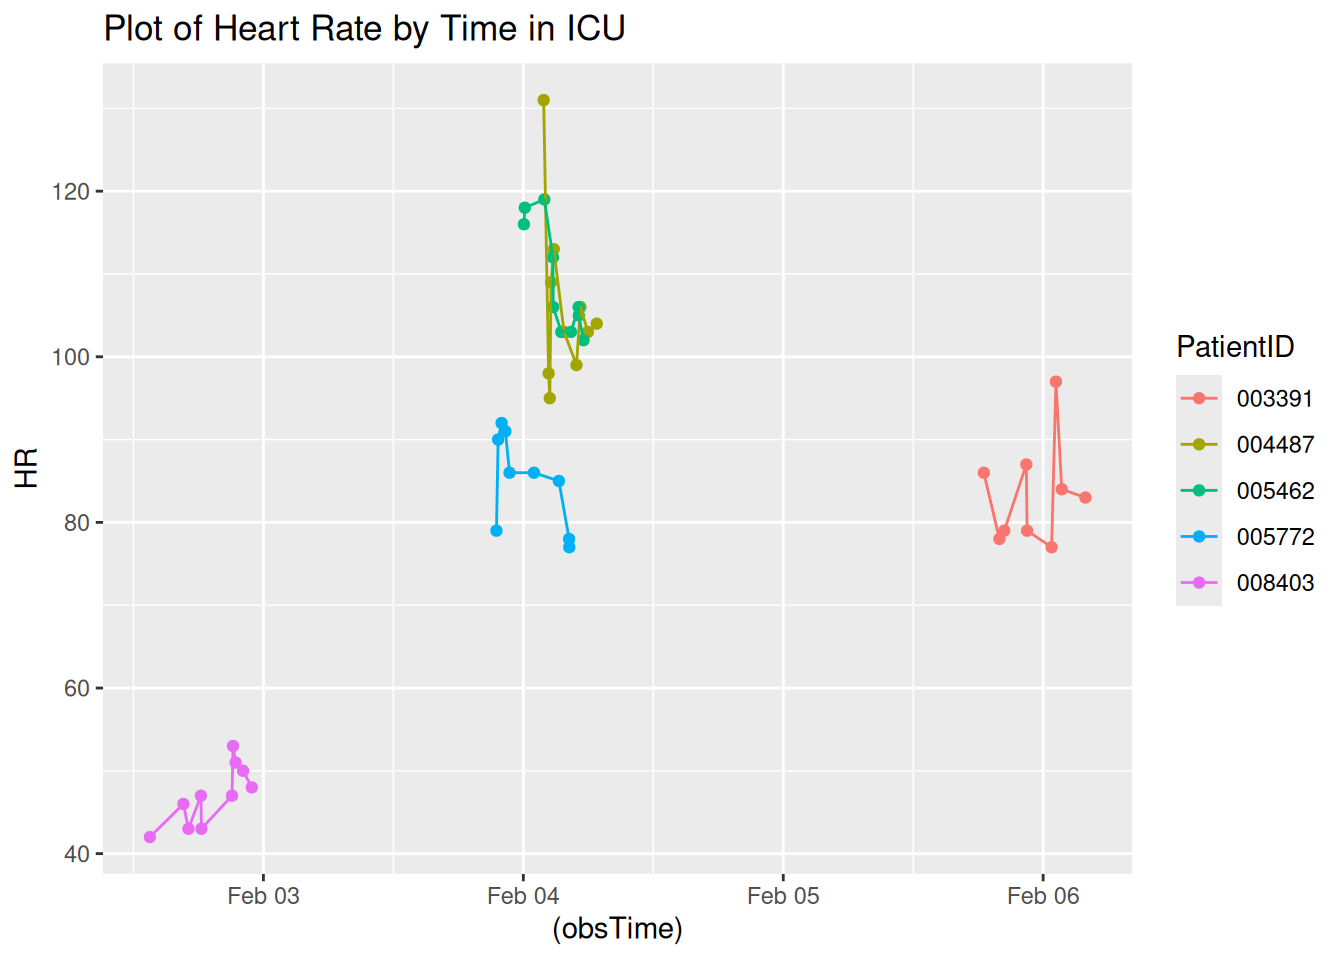 Plot of Heart Rate by Time in ICU
HR
120
100
80
60
40
Feb 03
Feb 04
Feb 05
Feb 06
(obsTime)
PatientID
003391
004487
005462
005772
008403